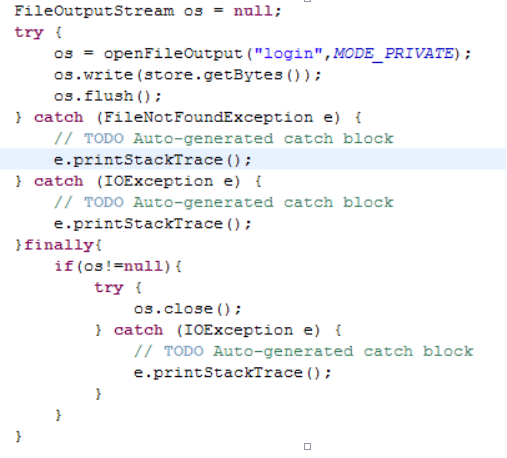 FileOutputStream os = null;
try {
    os = openFileOutput("login",MODE_PRIVATE);
    os.write(store.getBytes());
    os.flush();
} catch (FileNotFoundException e) {
    // TODO Auto-generated catch block
    e.printStackTrace();
} catch (IOException e) {
    // TODO Auto-generated catch block
    e.printStackTrace();
}finally{
    if(os!=null){
        try {
            os.close();
        } catch (IOException e) {
            // TODO Auto-generated catch block
            e.printStackTrace();
        }
    }
}